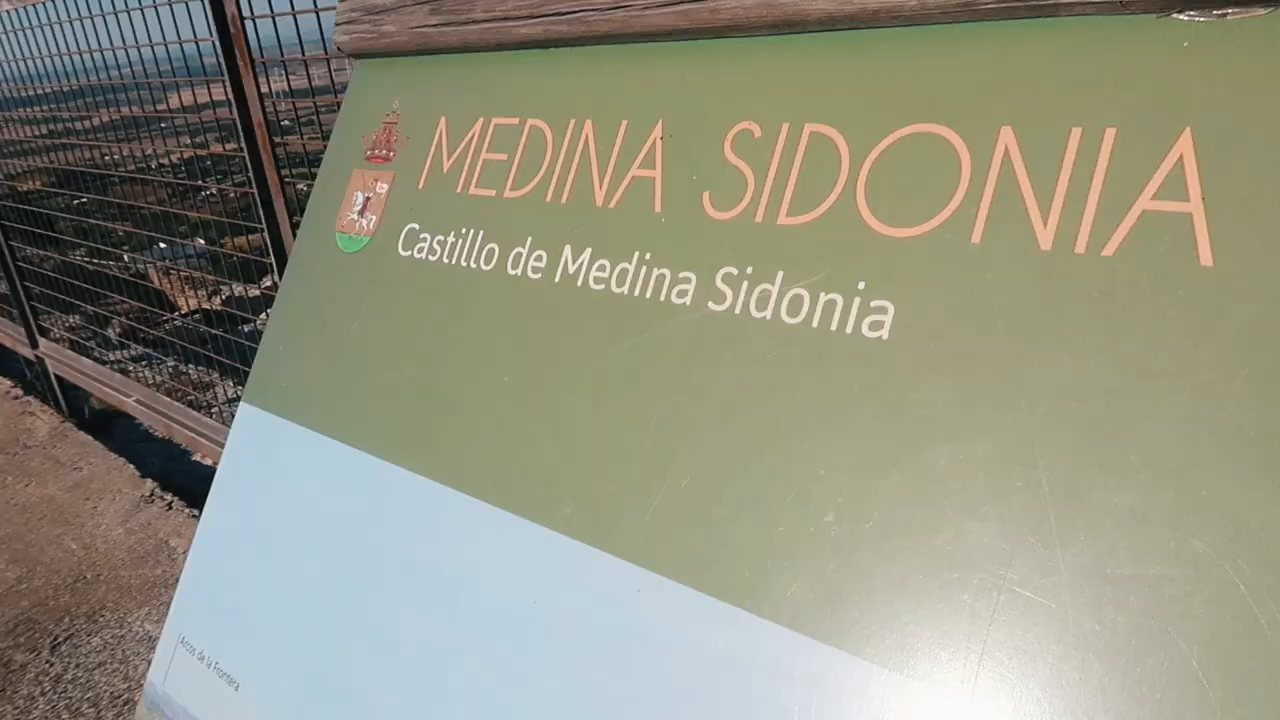 MEDINA SIDONIA
Castillo de Medina Sidonia
Arcos de la Frontera